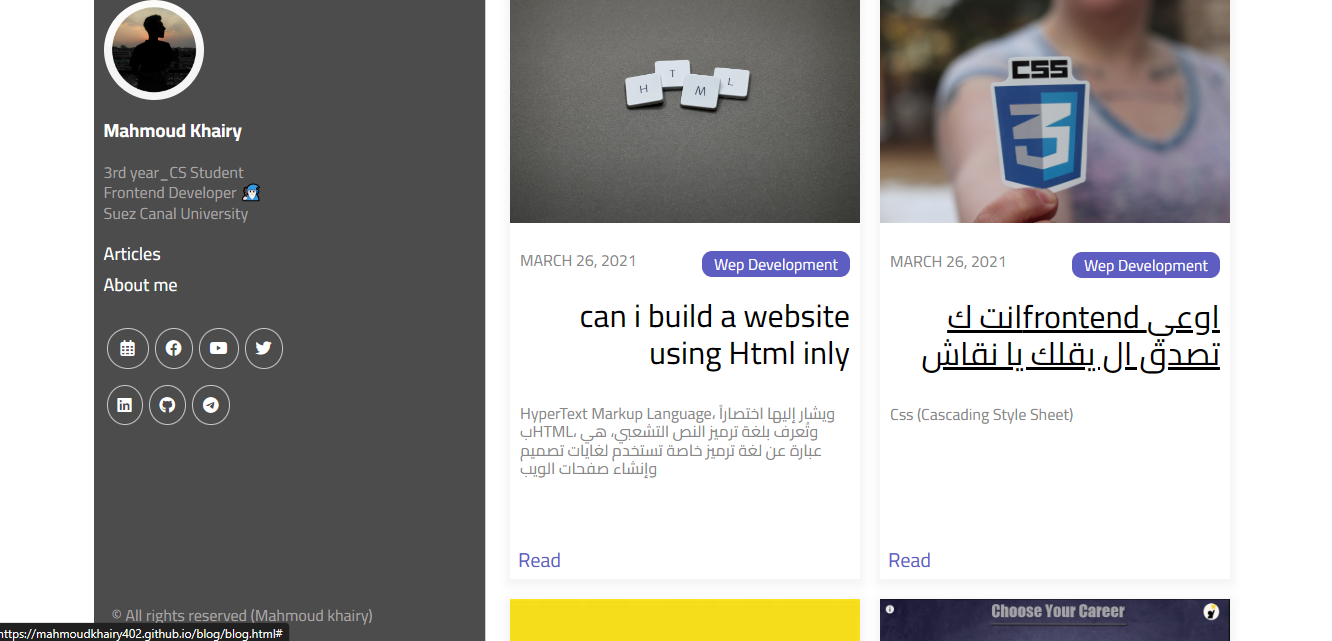 Mahmoud Khairy
3rd year_CS Student
Frontend Developer
Suez Canal University
Articles
About me
© All rights reserved (Mahmoud khairy)
https://mahmoudkhairy402.github.io/blog/blog.html#
H T M L
MARCH 26, 2021
Wep Development
can i build a website
using Html inly
HyperText Markup Language، ويشار إليها اختصاراً
بHTML، وتُعرف بلغة ترميز النص التشعبي، هي
عبارة عن لغة ترميز خاصة تستخدم لغايات تصميم
وإنشاء صفحات الويب
Read
CSS
3
MARCH 26, 2021
Wep Development
اوعي frontendانت ك
تصدق ال يقلك يا نقاش
Css (Cascading Style Sheet)
Read
Choose Your Career